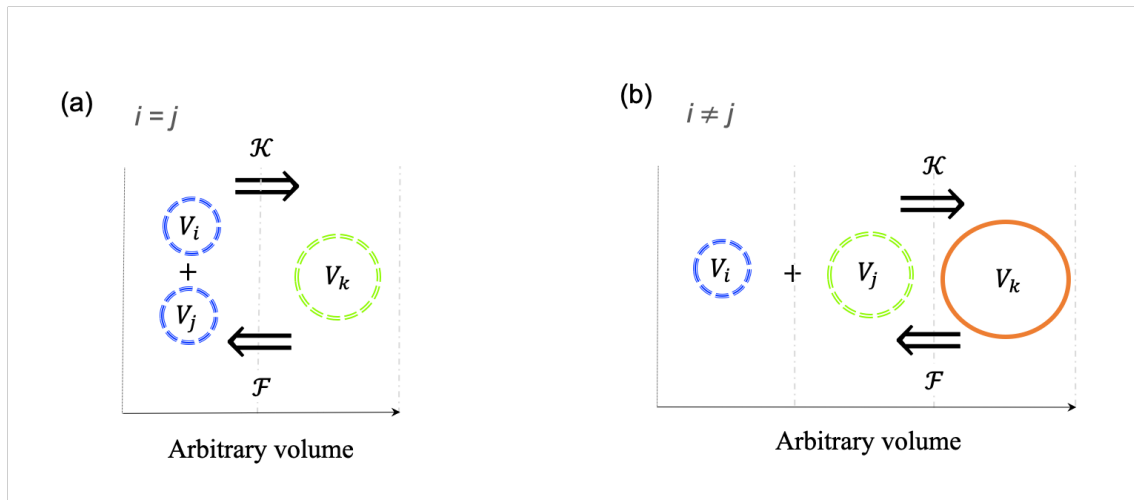 (a)
i = j
𝒦
V_i
+
V_j
V_k
ℱ
Arbitrary volume
(b)
i ≠ j
𝒦
V_i + V_j V_k
ℱ
Arbitrary volume